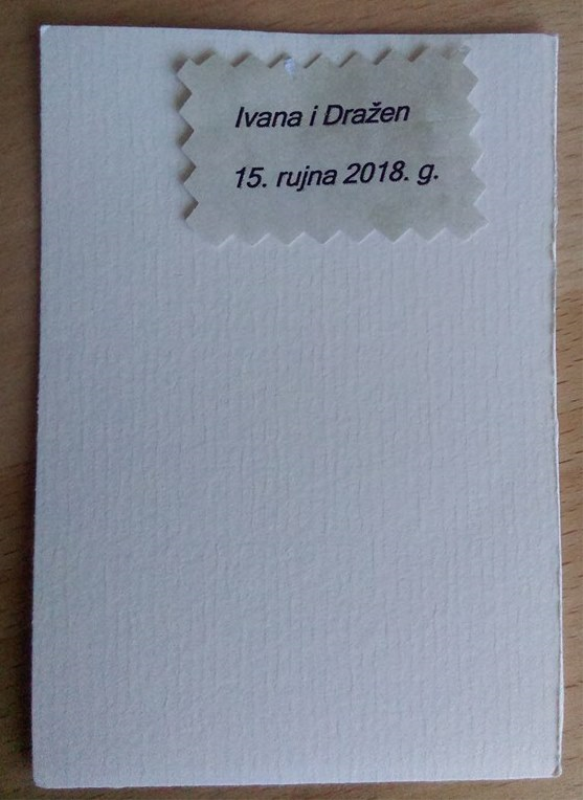 Ivana i Dražen
15. rujna 2018. g.